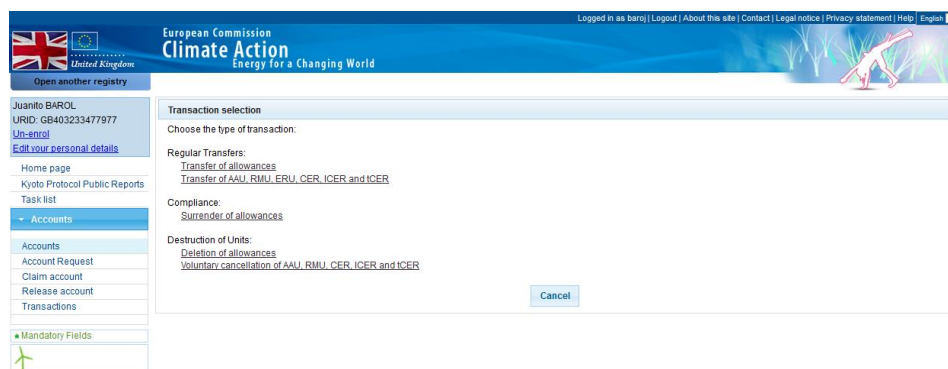 Logged in as baroj | Logout | About this site | Contact | Legal notice | Privacy statement | Help English
European Commission
Climate Action
Energy for a Changing World
United Kingdom
Open another registry
Juanito BAROL
URID: GB403233477977
Un-enrol
Edit your personal details
Home page
Kyoto Protocol Public Reports
Task list
Accounts
Accounts
Account Request
Claim account
Release account
Transactions
Mandatory Fields
Transaction selection
Choose the type of transaction:
Regular Transfers:
Transfer of allowances
Transfer of AAU, RMU, ERU, CER, lCER and tCER
Compliance:
Surrender of allowances
Destruction of Units:
Deletion of allowances
Voluntary cancellation of AAU, RMU, CER, lCER and tCER
Cancel